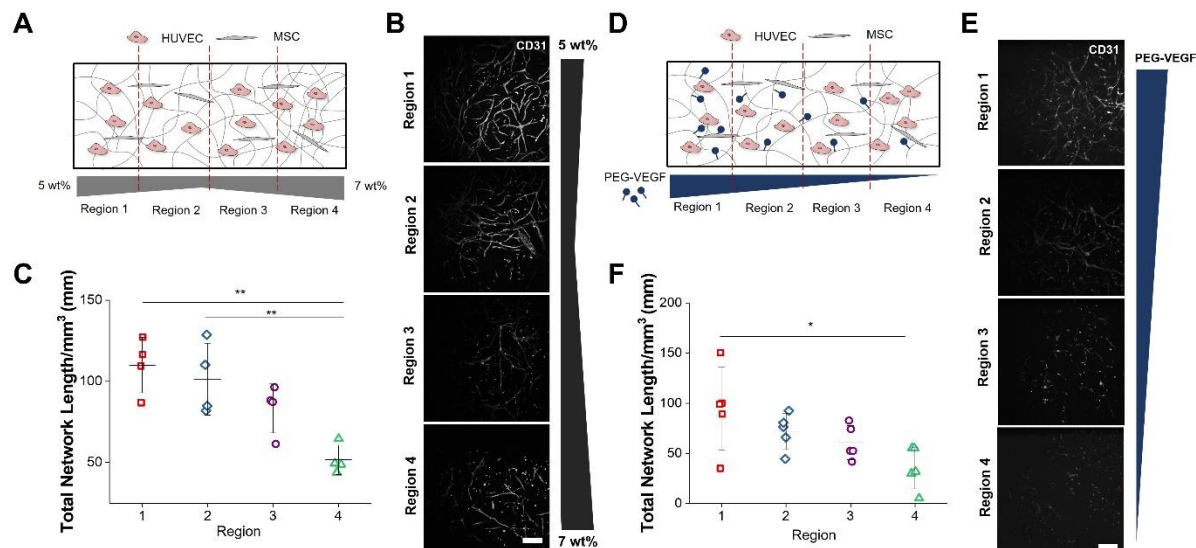 A
HUVEC MSC
5 wt% 7 wt%
Region 1 Region 2 Region 3 Region 4
B
CD31
5 wt%
Region 1
Region 2
Region 3
Region 4
7 wt%
C
Total Network Length/mm³ (mm)
150
100
50
**
**
1 2 3 4
Region
D
HUVEC MSC
PEG-VEGF
Region 1 Region 2 Region 3 Region 4
E
CD31
PEG-VEGF
Region 1
Region 2
Region 3
Region 4
F
Total Network Length/mm³ (mm)
200
150
100
50
0
*
1 2 3 4
Region